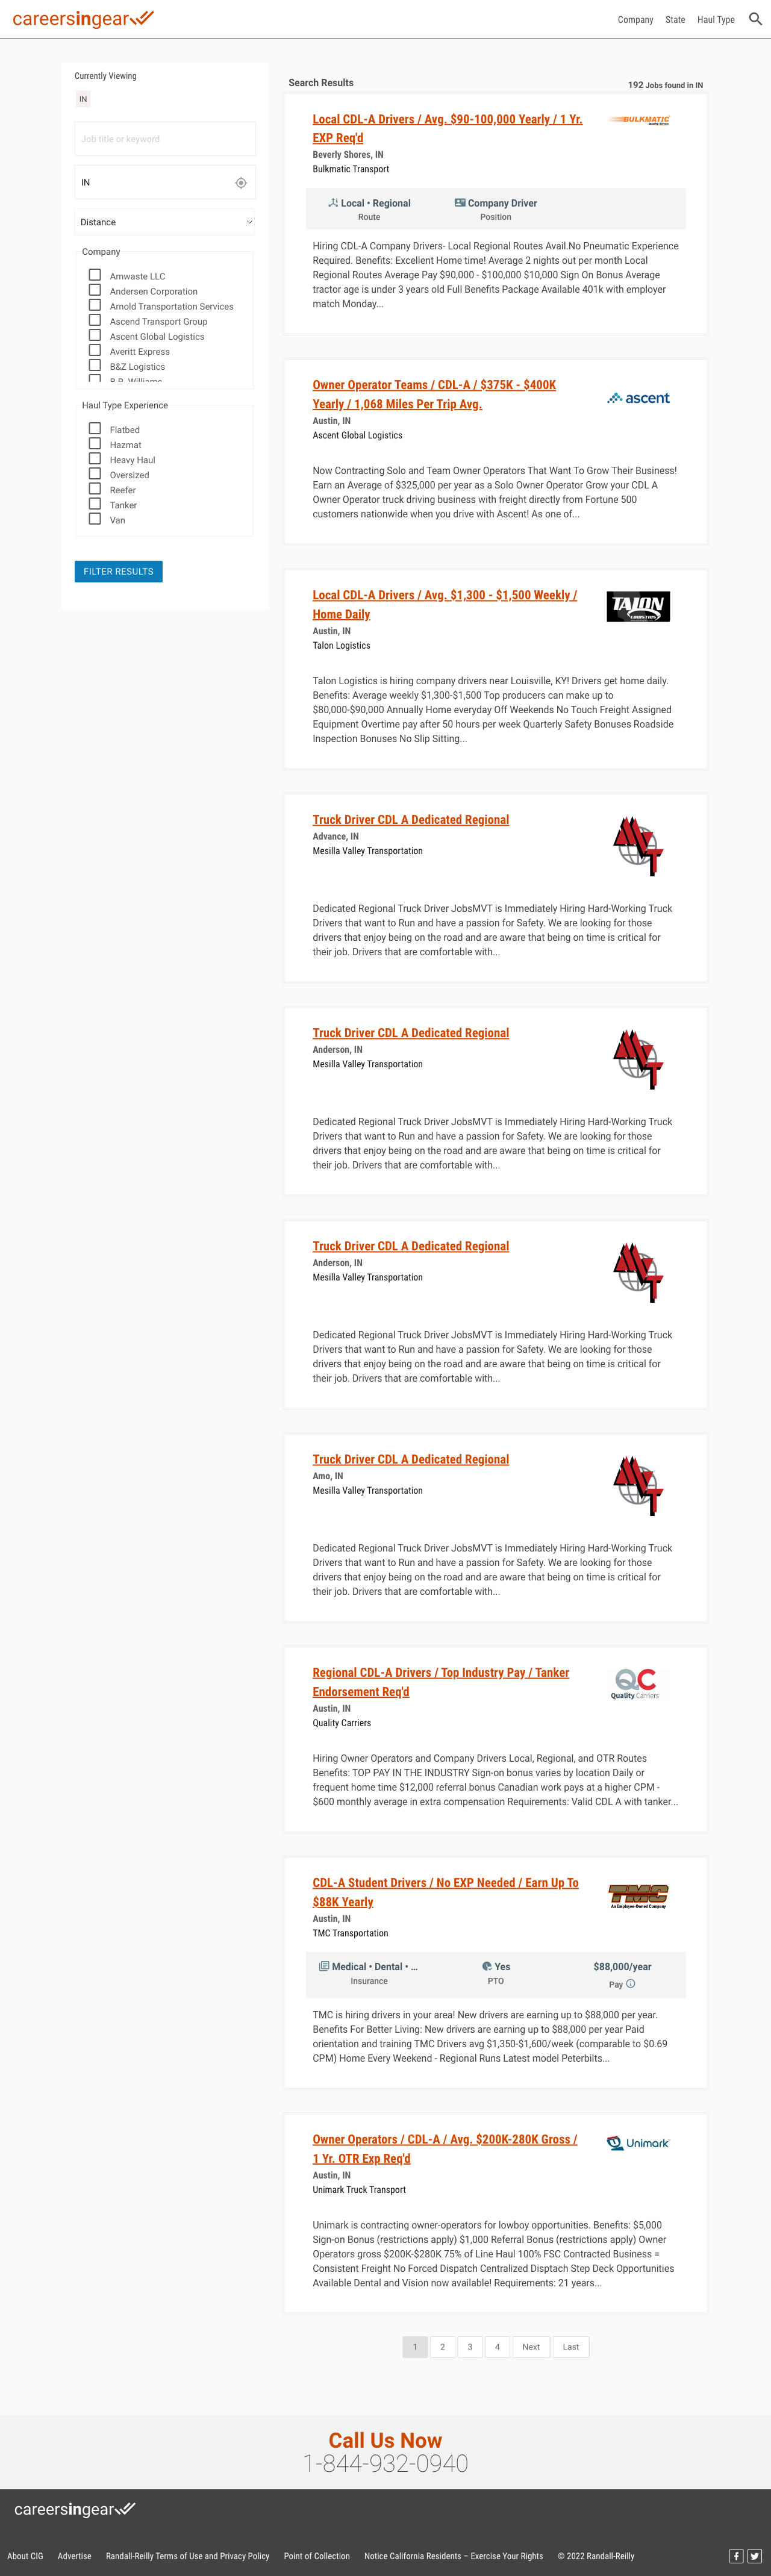 careersingear
Company State Haul Type
Currently Viewing
IN
Job title or keyword
IN
Distance
Company
Amwaste LLC
Andersen Corporation
Arnold Transportation Services
Ascend Transport Group
Ascent Global Logistics
Averitt Express
B&Z Logistics
B.R. Williams
Haul Type Experience
Flatbed
Hazmat
Heavy Haul
Oversized
Reefer
Tanker
Van
FILTER RESULTS
Search Results
192 Jobs found in IN
Local CDL-A Drivers / Avg. $90-100,000 Yearly / 1 Yr.
EXP Req'd
BULKMATIC
Beverly Shores, IN
Bulkmatic Transport
Local • Regional
Route
Company Driver
Position
Hiring CDL-A Company Drivers- Local Regional Routes Avail.No Pneumatic Experience
Required. Benefits: Excellent Home time! Average 2 nights out per month Local
Regional Routes Average Pay $90,000 - $100,000 $10,000 Sign On Bonus Average
tractor age is under 3 years old Full Benefits Package Available 401k with employer
match Monday...
Owner Operator Teams / CDL-A / $375K - $400K
Yearly / 1,068 Miles Per Trip Avg.
ascent
Austin, IN
Ascent Global Logistics
Now Contracting Solo and Team Owner Operators That Want To Grow Their Business!
Earn an Average of $325,000 per year as a Solo Owner Operator Grow your CDL A
Owner Operator truck driving business with freight directly from Fortune 500
customers nationwide when you drive with Ascent! As one of...
Local CDL-A Drivers / Avg. $1,300 - $1,500 Weekly /
Home Daily
TALON
LOGISTICS
Austin, IN
Talon Logistics
Talon Logistics is hiring company drivers near Louisville, KY! Drivers get home daily.
Benefits: Average weekly $1,300-$1,500 Top producers can make up to
$80,000-$90,000 Annually Home everyday Off Weekends No Touch Freight Assigned
Equipment Overtime pay after 50 hours per week Quarterly Safety Bonuses Roadside
Inspection Bonuses No Slip Sitting...
Truck Driver CDL A Dedicated Regional
Advance, IN
Mesilla Valley Transportation
Dedicated Regional Truck Driver JobsMVT is Immediately Hiring Hard-Working Truck
Drivers that want to Run and have a passion for Safety. We are looking for those
drivers that enjoy being on the road and are aware that being on time is critical for
their job. Drivers that are comfortable with...
Truck Driver CDL A Dedicated Regional
Anderson, IN
Mesilla Valley Transportation
Dedicated Regional Truck Driver JobsMVT is Immediately Hiring Hard-Working Truck
Drivers that want to Run and have a passion for Safety. We are looking for those
drivers that enjoy being on the road and are aware that being on time is critical for
their job. Drivers that are comfortable with...
Truck Driver CDL A Dedicated Regional
Anderson, IN
Mesilla Valley Transportation
Dedicated Regional Truck Driver JobsMVT is Immediately Hiring Hard-Working Truck
Drivers that want to Run and have a passion for Safety. We are looking for those
drivers that enjoy being on the road and are aware that being on time is critical for
their job. Drivers that are comfortable with...
Truck Driver CDL A Dedicated Regional
Amo, IN
Mesilla Valley Transportation
Dedicated Regional Truck Driver JobsMVT is Immediately Hiring Hard-Working Truck
Drivers that want to Run and have a passion for Safety. We are looking for those
drivers that enjoy being on the road and are aware that being on time is critical for
their job. Drivers that are comfortable with...
Regional CDL-A Drivers / Top Industry Pay / Tanker
Endorsement Req'd
QC
Quality Carriers
Austin, IN
Quality Carriers
Hiring Owner Operators and Company Drivers Local, Regional, and OTR Routes
Benefits: TOP PAY IN THE INDUSTRY Sign-on bonus varies by location Daily or
frequent home time $12,000 referral bonus Canadian work pays at a higher CPM -
$600 monthly average in extra compensation Requirements: Valid CDL A with tanker...
CDL-A Student Drivers / No EXP Needed / Earn Up To
$88K Yearly
TMC
An Employee-Owned Company
Austin, IN
TMC Transportation
Medical • Dental • ...
Insurance
Yes
PTO
$88,000/year
Pay
TMC is hiring drivers in your area! New drivers are earning up to $88,000 per year.
Benefits For Better Living: New drivers are earning up to $88,000 per year Paid
orientation and training TMC Drivers avg $1,350-$1,600/week (comparable to $0.69
CPM) Home Every Weekend - Regional Runs Latest model Peterbilts...
Owner Operators / CDL-A / Avg. $200K-280K Gross /
1 Yr. OTR Exp Req'd
Unimark
Austin, IN
Unimark Truck Transport
Unimark is contracting owner-operators for lowboy opportunities. Benefits: $5,000
Sign-on Bonus (restrictions apply) $1,000 Referral Bonus (restrictions apply) Owner
Operators gross $200K-$280K 75% of Line Haul 100% FSC Contracted Business =
Consistent Freight No Forced Dispatch Centralized Disptach Step Deck Opportunities
Available Dental and Vision now available! Requirements: 21 years...
1 2 3 4 Next Last
Call Us Now
1-844-932-0940
careersingear
About CIG Advertise Randall-Reilly Terms of Use and Privacy Policy Point of Collection Notice California Residents – Exercise Your Rights © 2022 Randall-Reilly